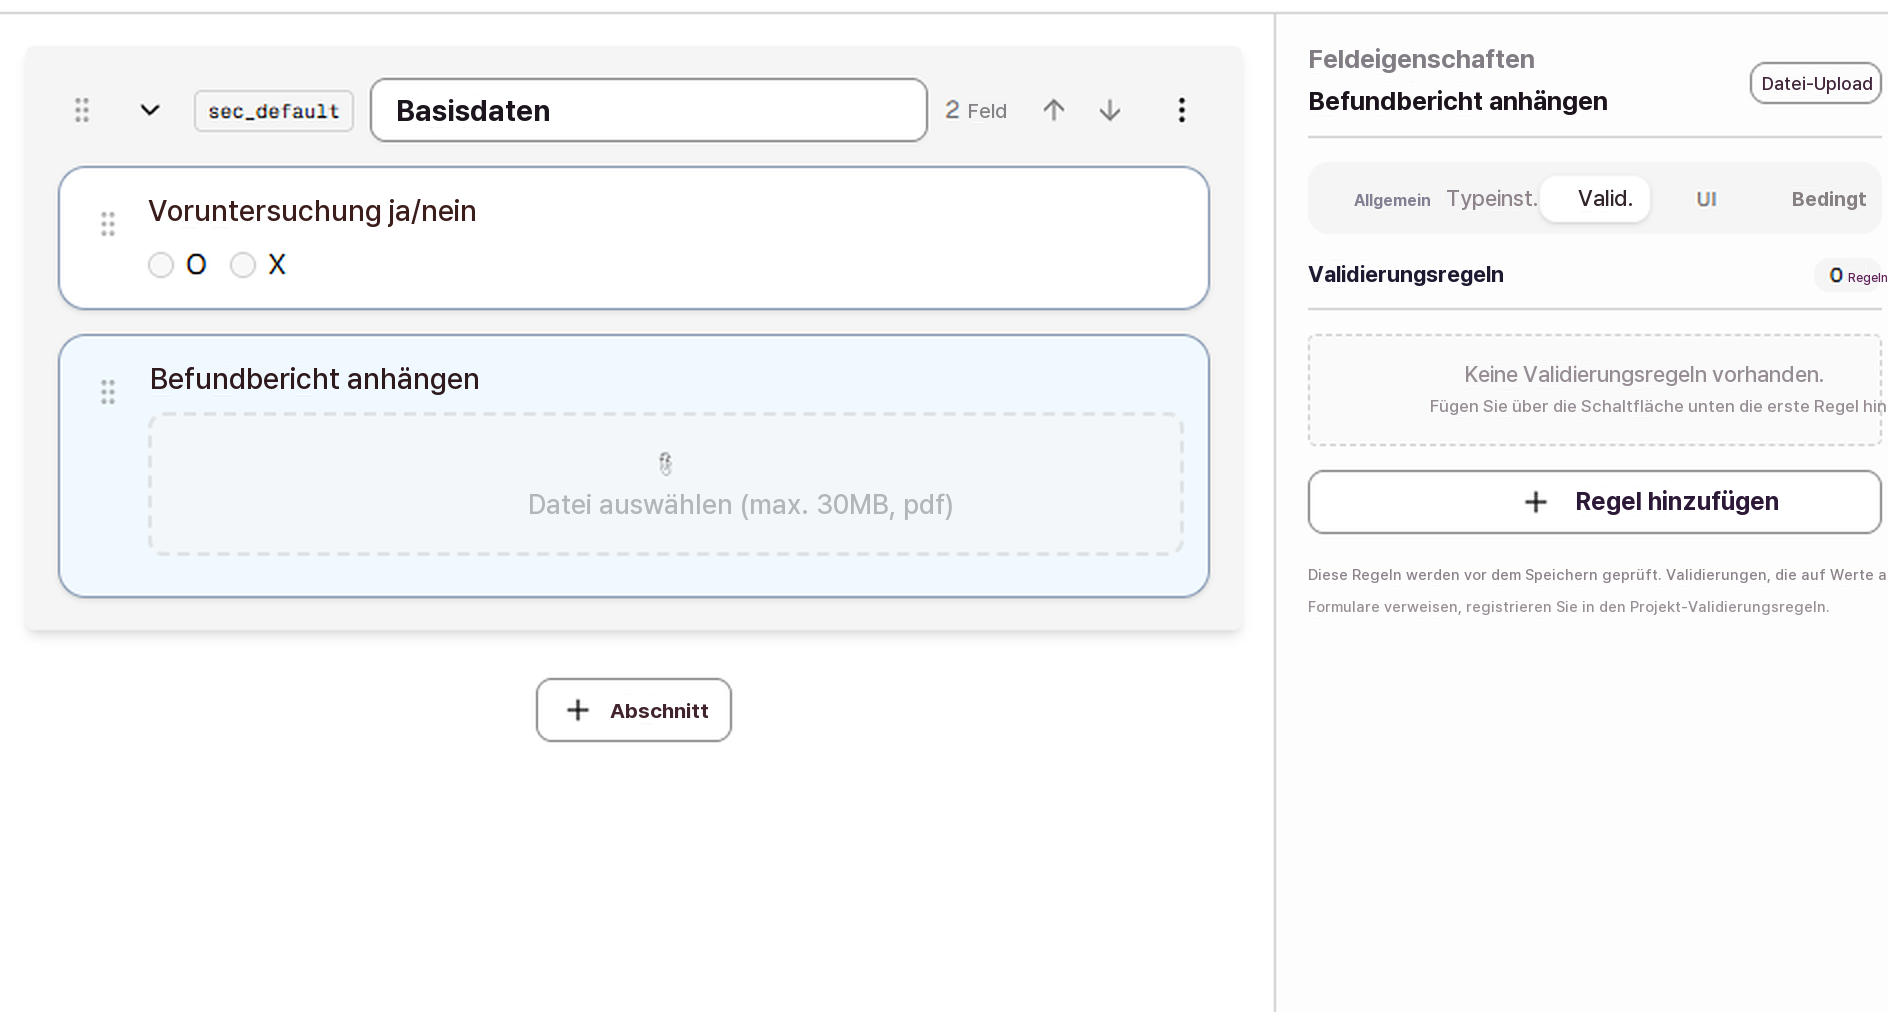 sec_default
Basisdaten
2 Feld
Voruntersuchung ja/nein
O X
Befundbericht anhängen
Datei auswählen (max. 30MB, pdf)
+ Abschnitt
Feldeigenschaften
Befundbericht anhängen
Datei-Upload
Allgemein Typeinst. Valid. UI Bedingt
Validierungsregeln
0 Regeln
Keine Validierungsregeln vorhanden.
Fügen Sie über die Schaltfläche unten die erste Regel hin
+ Regel hinzufügen
Diese Regeln werden vor dem Speichern geprüft. Validierungen, die auf Werte a
Formulare verweisen, registrieren Sie in den Projekt-Validierungsregeln.